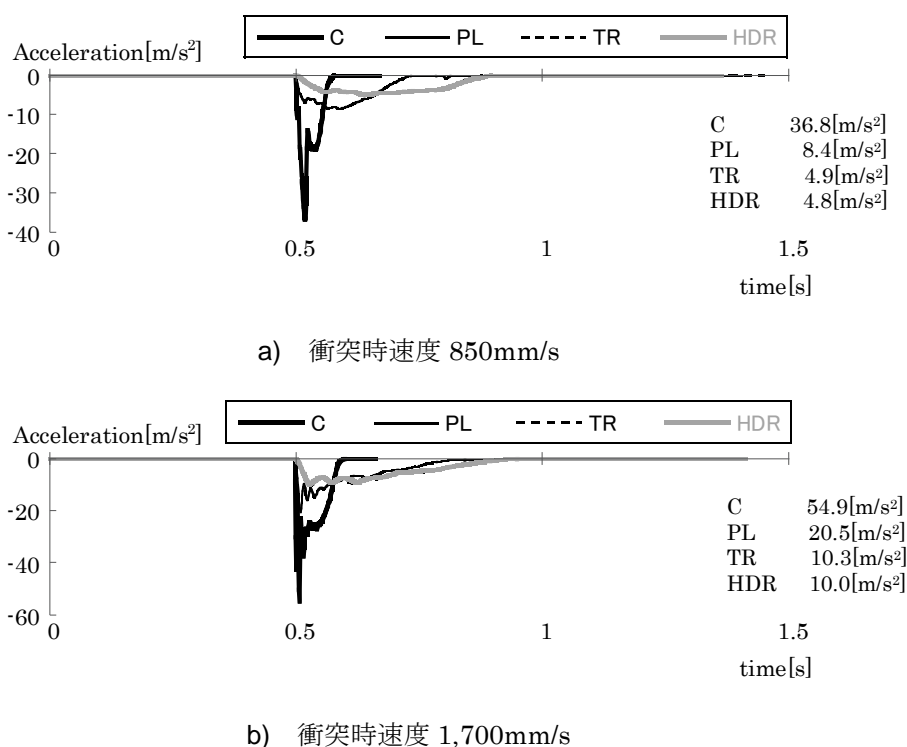 C PL TR HDR
Acceleration[m/s²]
0
-10
-20
-30
-40
C 36.8[m/s²]
PL 8.4[m/s²]
TR 4.9[m/s²]
HDR 4.8[m/s²]
0 0.5 1 1.5
time[s]
a) 衝突時速度 850mm/s
C PL TR HDR
Acceleration[m/s²]
0
-20
-40
-60
C 54.9[m/s²]
PL 20.5[m/s²]
TR 10.3[m/s²]
HDR 10.0[m/s²]
0 0.5 1 1.5
time[s]
b) 衝突時速度 1,700mm/s